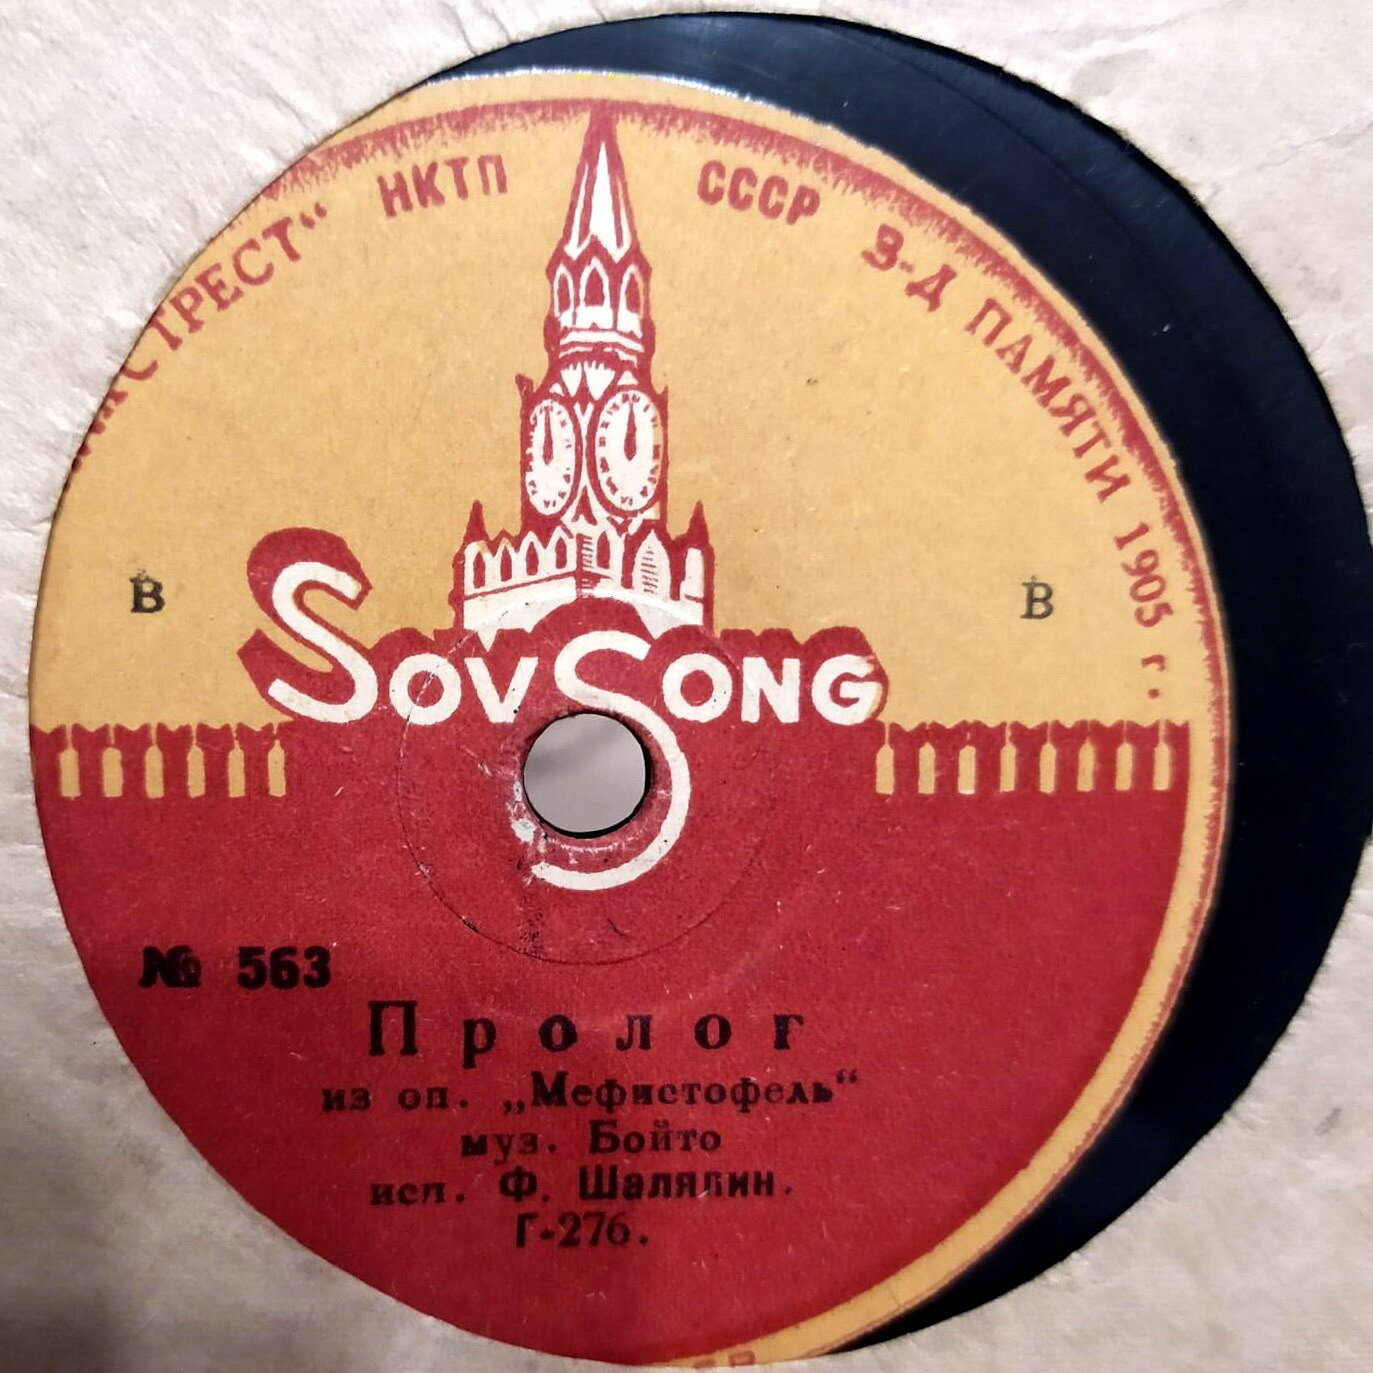 ТРЕСТ“ НКТП СССР З-Д ПАМЯТИ 1905 г.
В В
SOVSONG
№ 563
Пролог
из оп. „Мефистофель“
муз. Бойто
исп. Ф. Шаляпин.
Г-276.